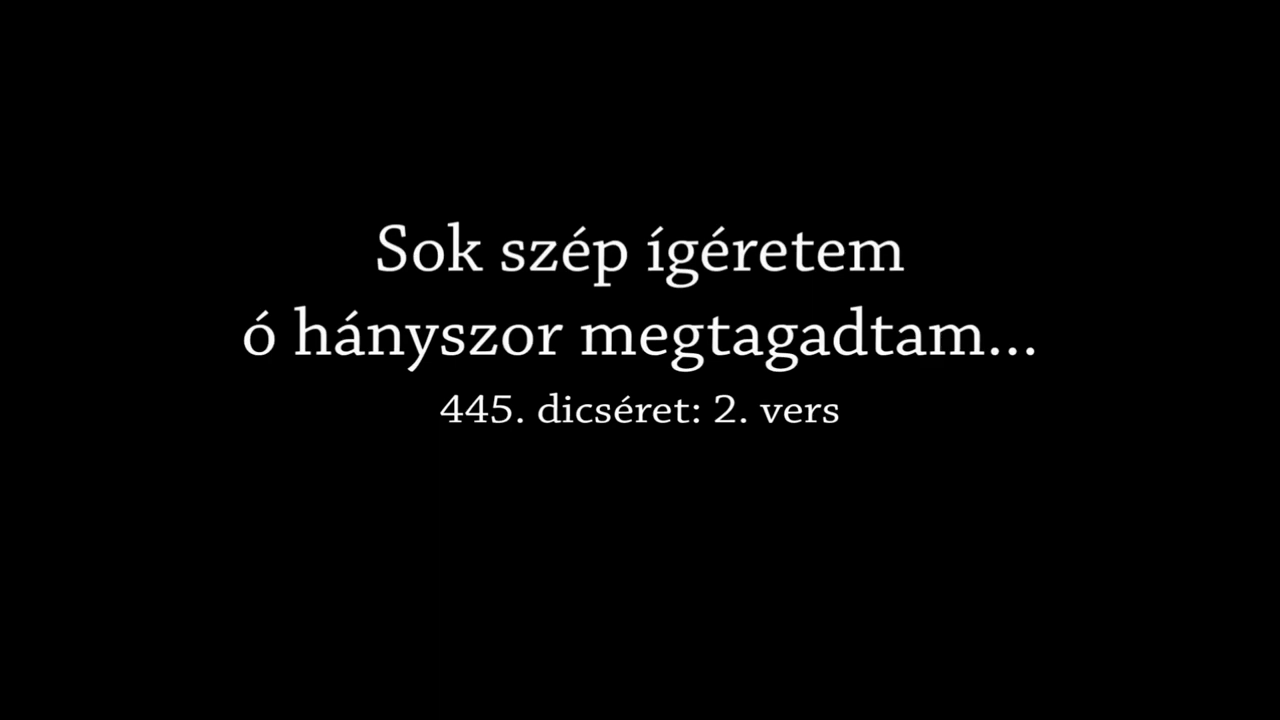 Sok szép ígéretem
ó hányszor megtagadtam...
445. dicséret: 2. vers